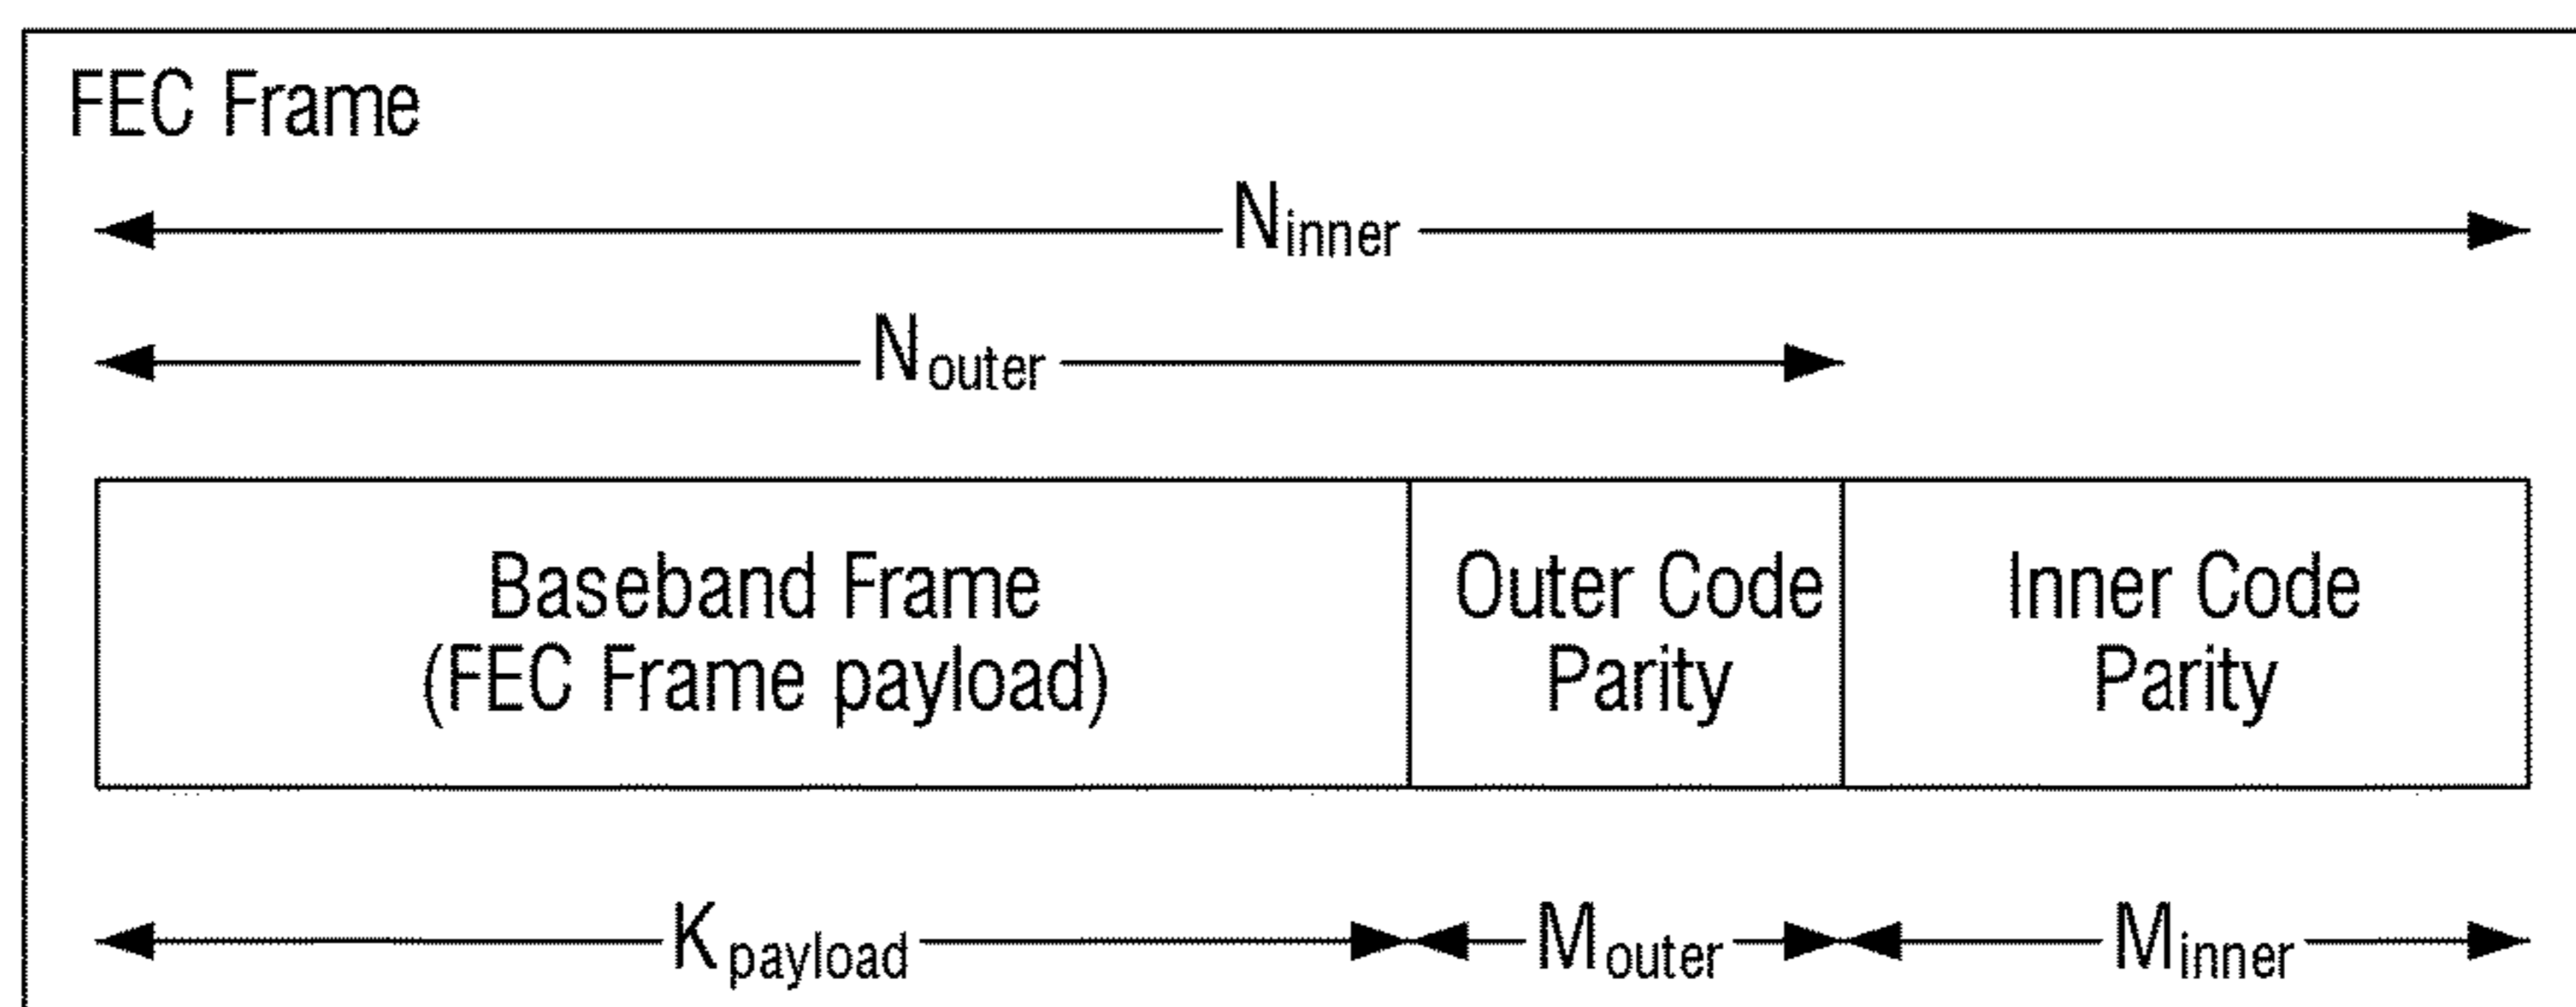 FEC Frame
Ninner
Nouter
Baseband Frame
(FEC Frame payload)
Outer Code
Parity
Inner Code
Parity
Kpayload
Mouter
Minner